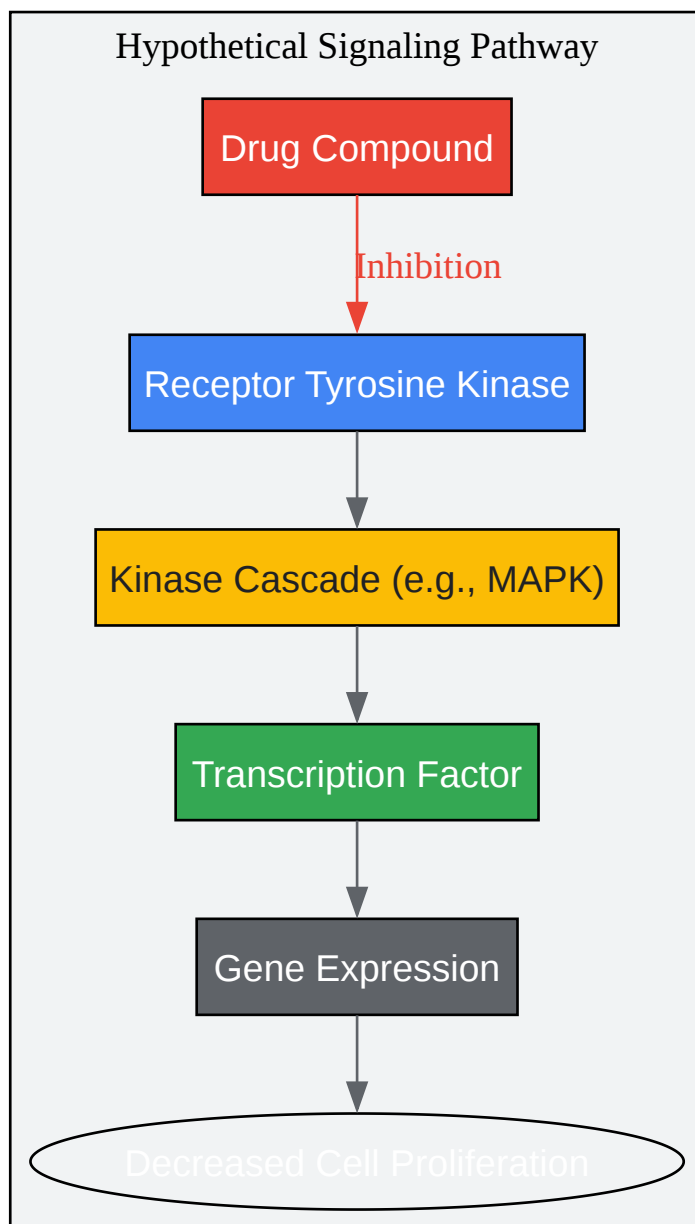 Hypothetical Signaling Pathway
Drug Compound
Inhibition
Receptor Tyrosine Kinase
Kinase Cascade (e.g., MAPK)
Transcription Factor
Gene Expression
Decreased Cell Proliferation